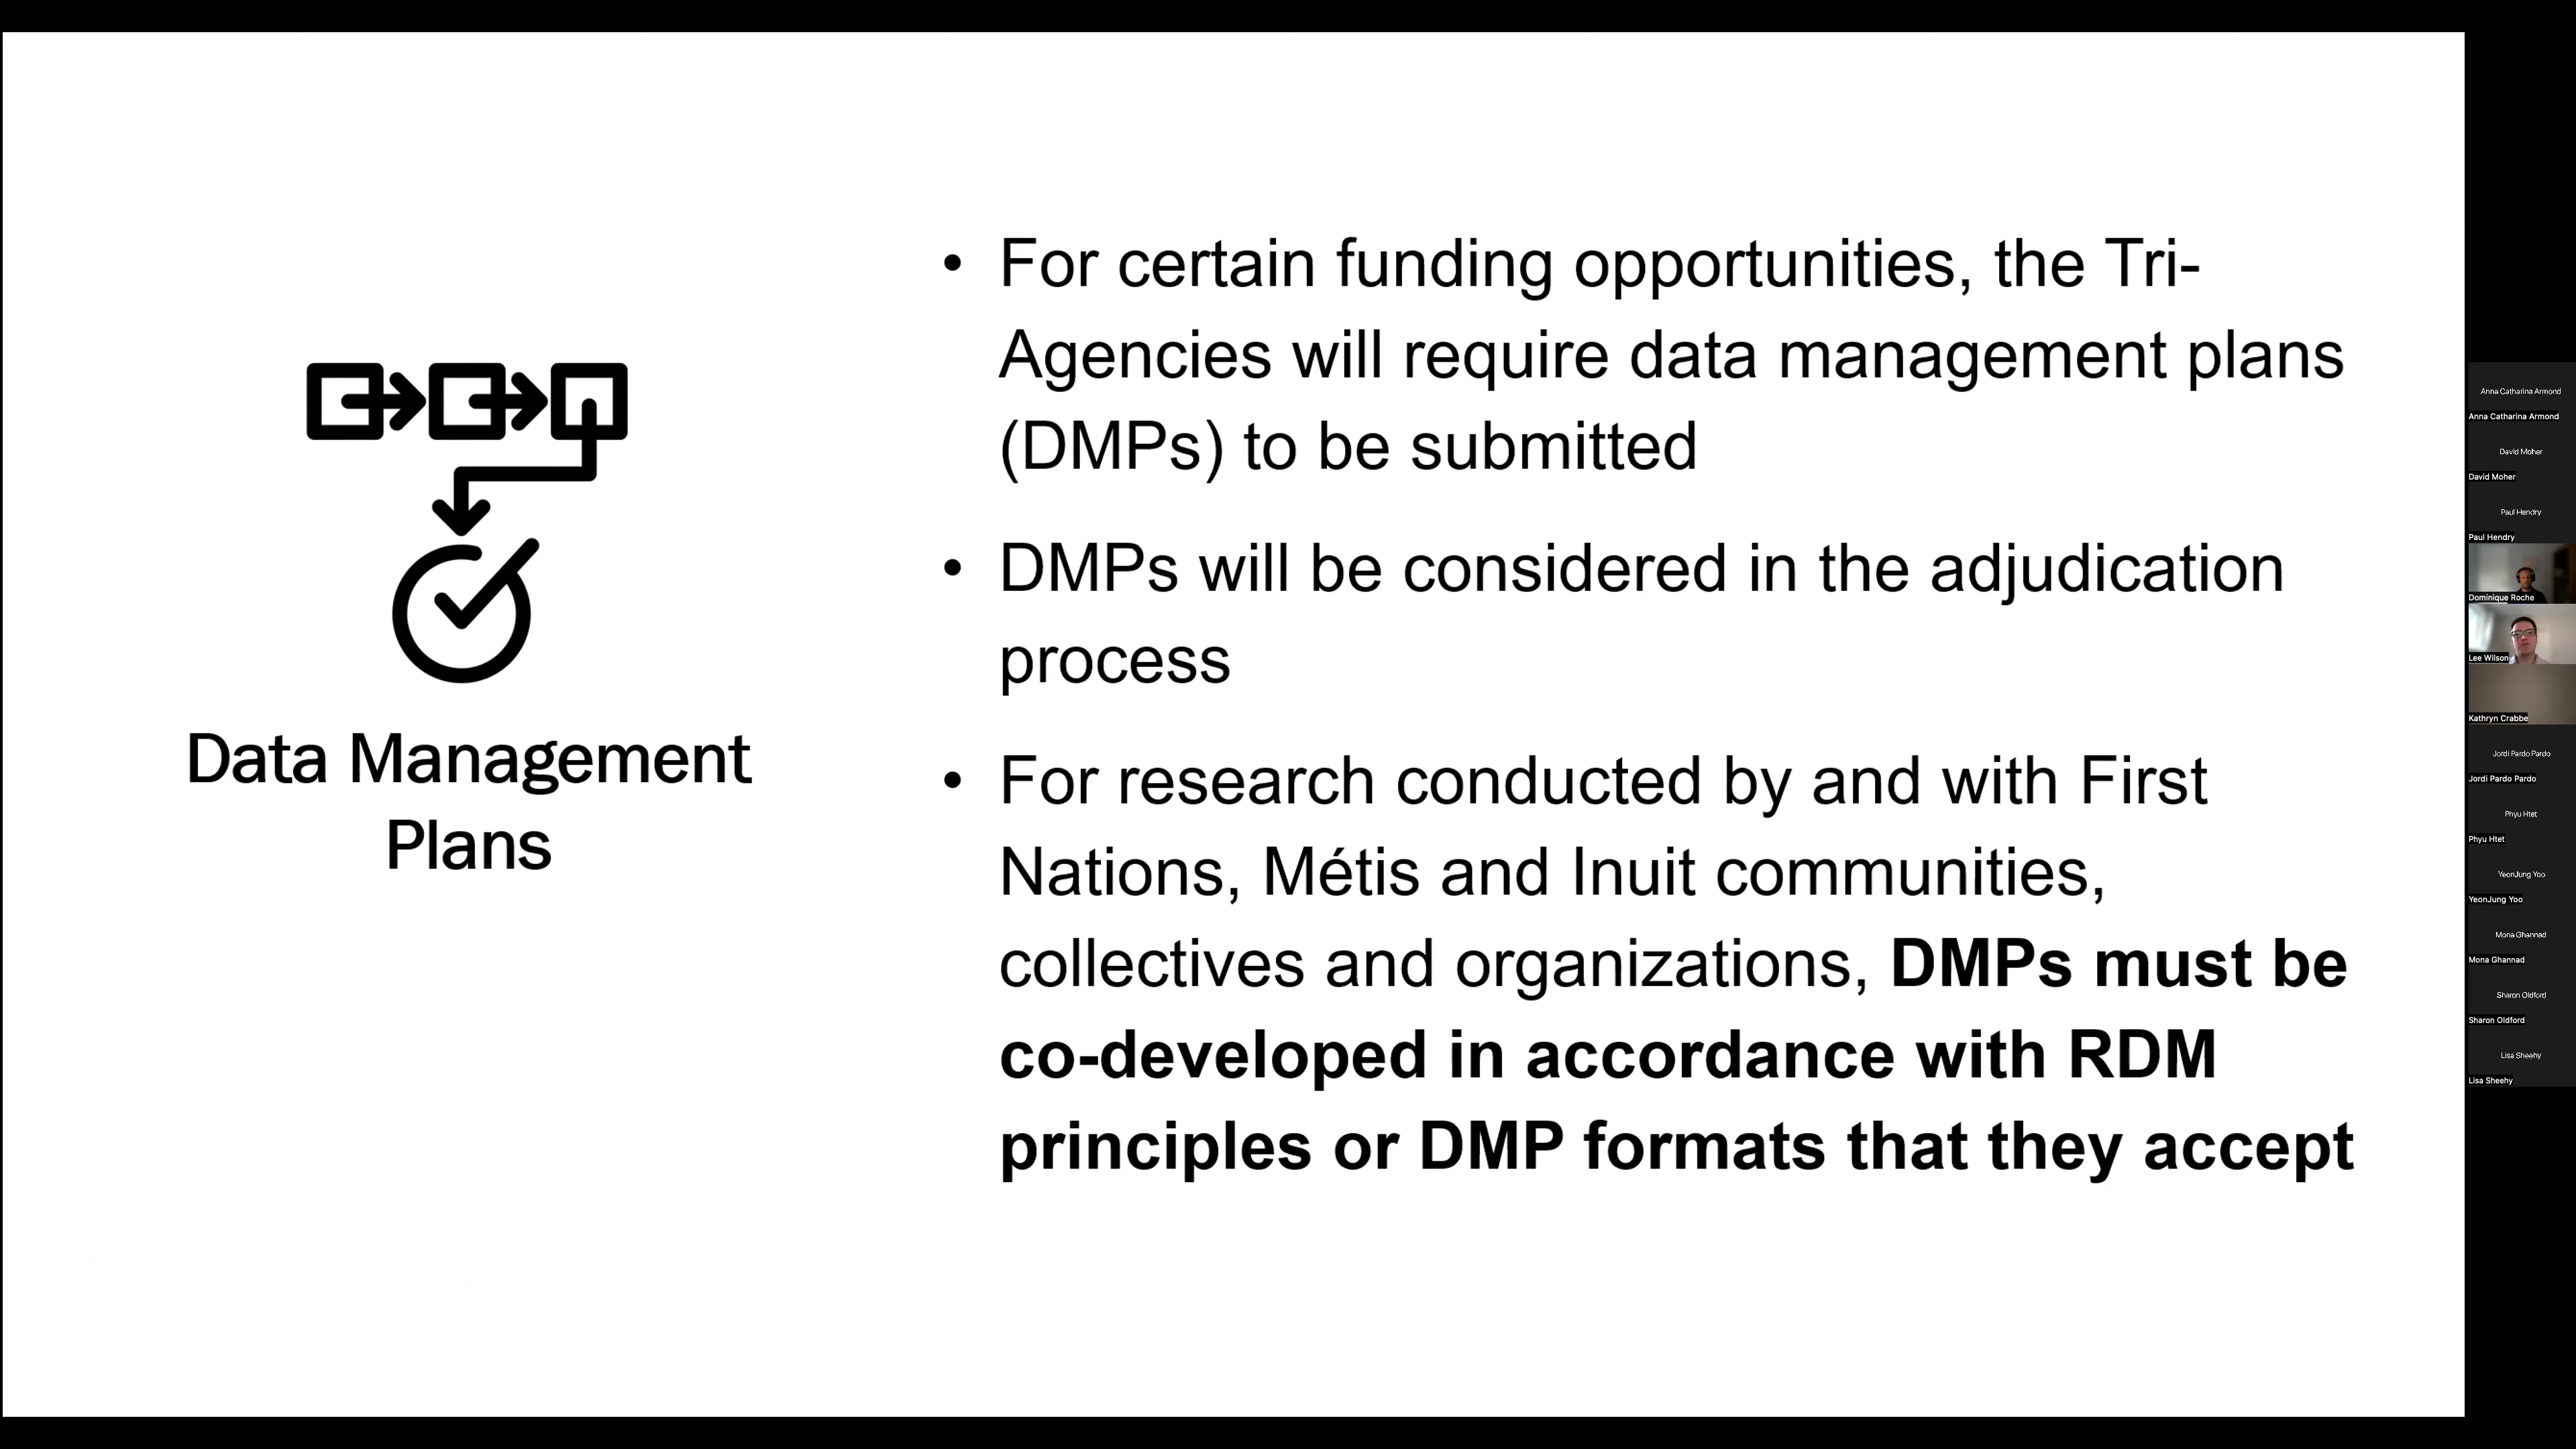 Data Management
Plans
• For certain funding opportunities, the Tri-
Agencies will require data management plans
(DMPs) to be submitted
• DMPs will be considered in the adjudication
process
• For research conducted by and with First
Nations, Métis and Inuit communities,
collectives and organizations, DMPs must be
co-developed in accordance with RDM
principles or DMP formats that they accept
Anna Catharina Armond
Anna Catharina Armond
David Moher
David Moher
Paul Hendry
Paul Hendry
Dominique Roche
Lee Wilson
Kathryn Crabbe
Jordi Pardo Pardo
Jordi Pardo Pardo
Phyu Htet
Phyu Htet
YeonJung Yoo
YeonJung Yoo
Mona Ghannad
Mona Ghannad
Sharon Oldford
Sharon Oldford
Lisa Sheehy
Lisa Sheehy